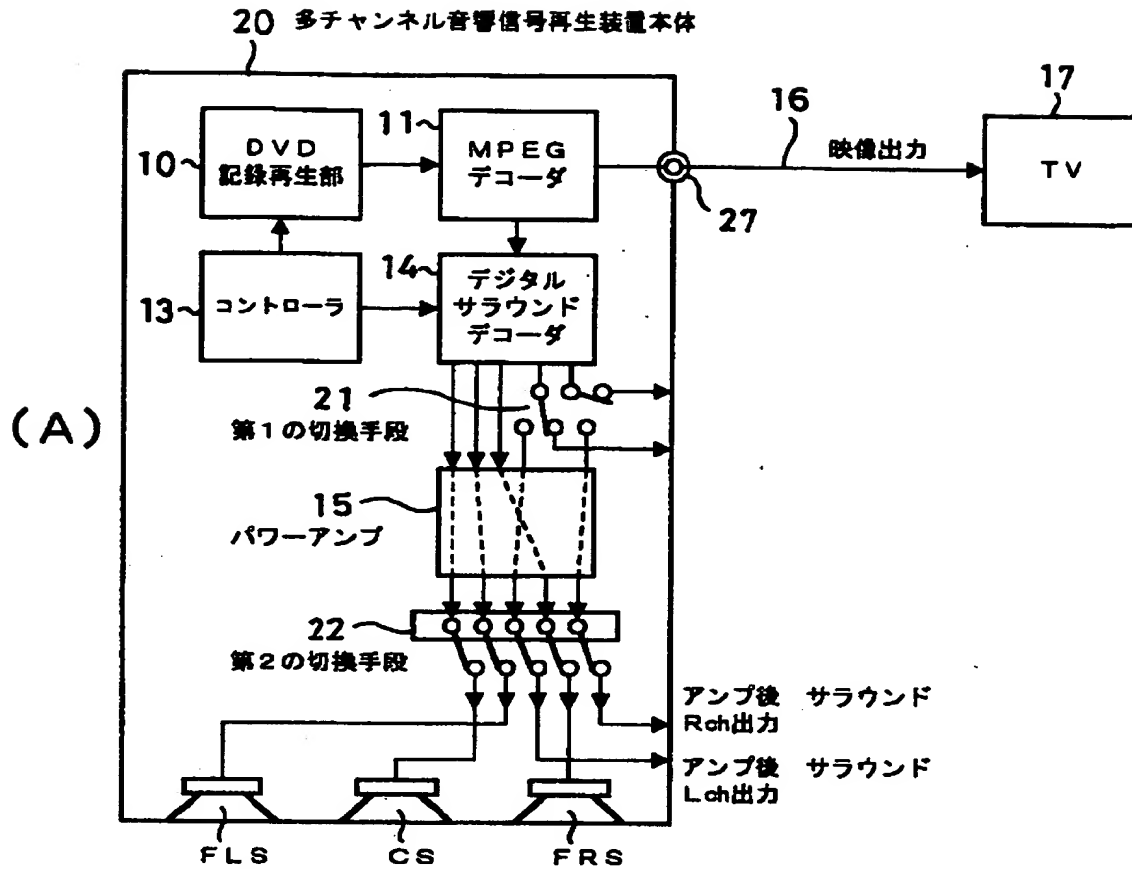 20 多チャンネル音響信号再生装置本体
10
DVD
記録再生部
11
MPEG
デコーダ
16
映像出力
27
17
TV
13
コントローラ
14
デジタル
サラウンド
デコーダ
(A)
21
第1の切換手段
15
パワーアンプ
22
第2の切換手段
アンプ後 サラウンド
Rch出力
アンプ後 サラウンド
Lch出力
FLS
CS
FRS